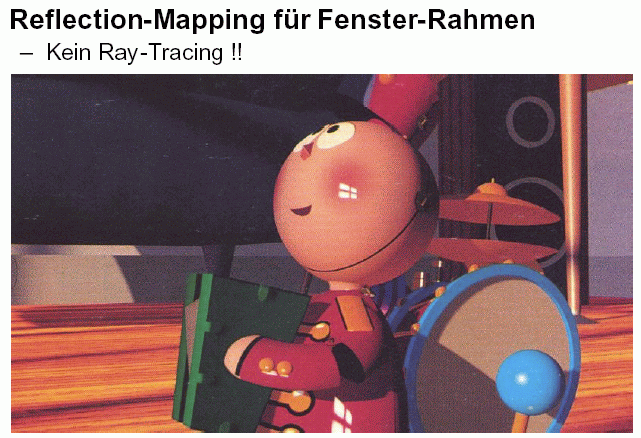 Reflection-Mapping für Fenster-Rahmen
– Kein Ray-Tracing !!